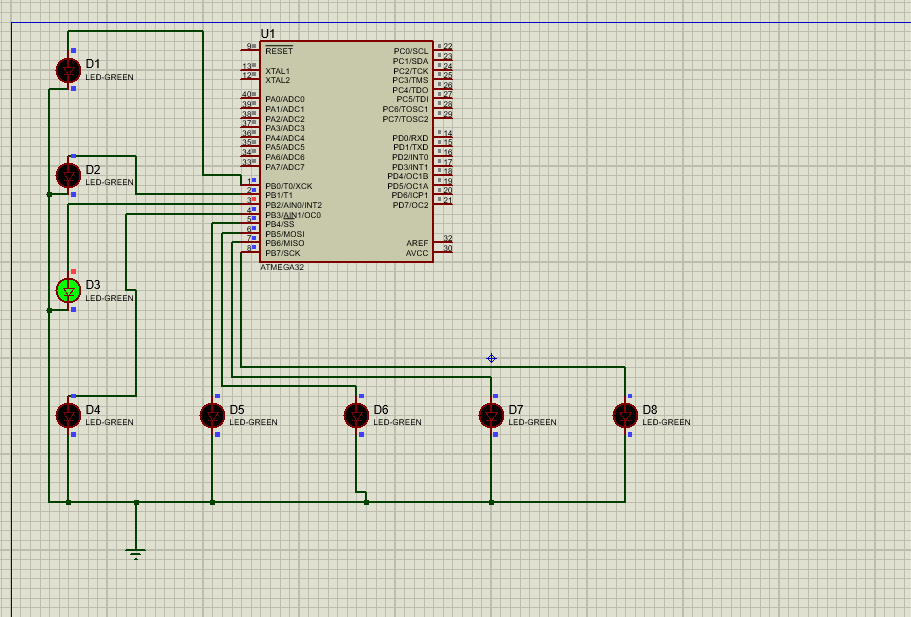 U1
9
RESET
13
XTAL1
12
XTAL2
40
PA0/ADC0
39
PA1/ADC1
38
PA2/ADC2
37
PA3/ADC3
36
PA4/ADC4
35
PA5/ADC5
34
PA6/ADC6
33
PA7/ADC7
1
PB0/T0/XCK
2
PB1/T1
3
PB2/AIN0/INT2
4
PB3/AIN1/OC0
5
PB4/SS
6
PB5/MOSI
7
PB6/MISO
8
PB7/SCK
PC0/SCL
22
PC1/SDA
23
PC2/TCK
24
PC3/TMS
25
PC4/TDO
26
PC5/TDI
27
PC6/TOSC1
28
PC7/TOSC2
29
PD0/RXD
14
PD1/TXD
15
PD2/INT0
16
PD3/INT1
17
PD4/OC1B
18
PD5/OC1A
19
PD6/ICP1
20
PD7/OC2
21
AREF
32
AVCC
30
ATMEGA32
D1
LED-GREEN
D2
LED-GREEN
D3
LED-GREEN
D4
LED-GREEN
D5
LED-GREEN
D6
LED-GREEN
D7
LED-GREEN
D8
LED-GREEN